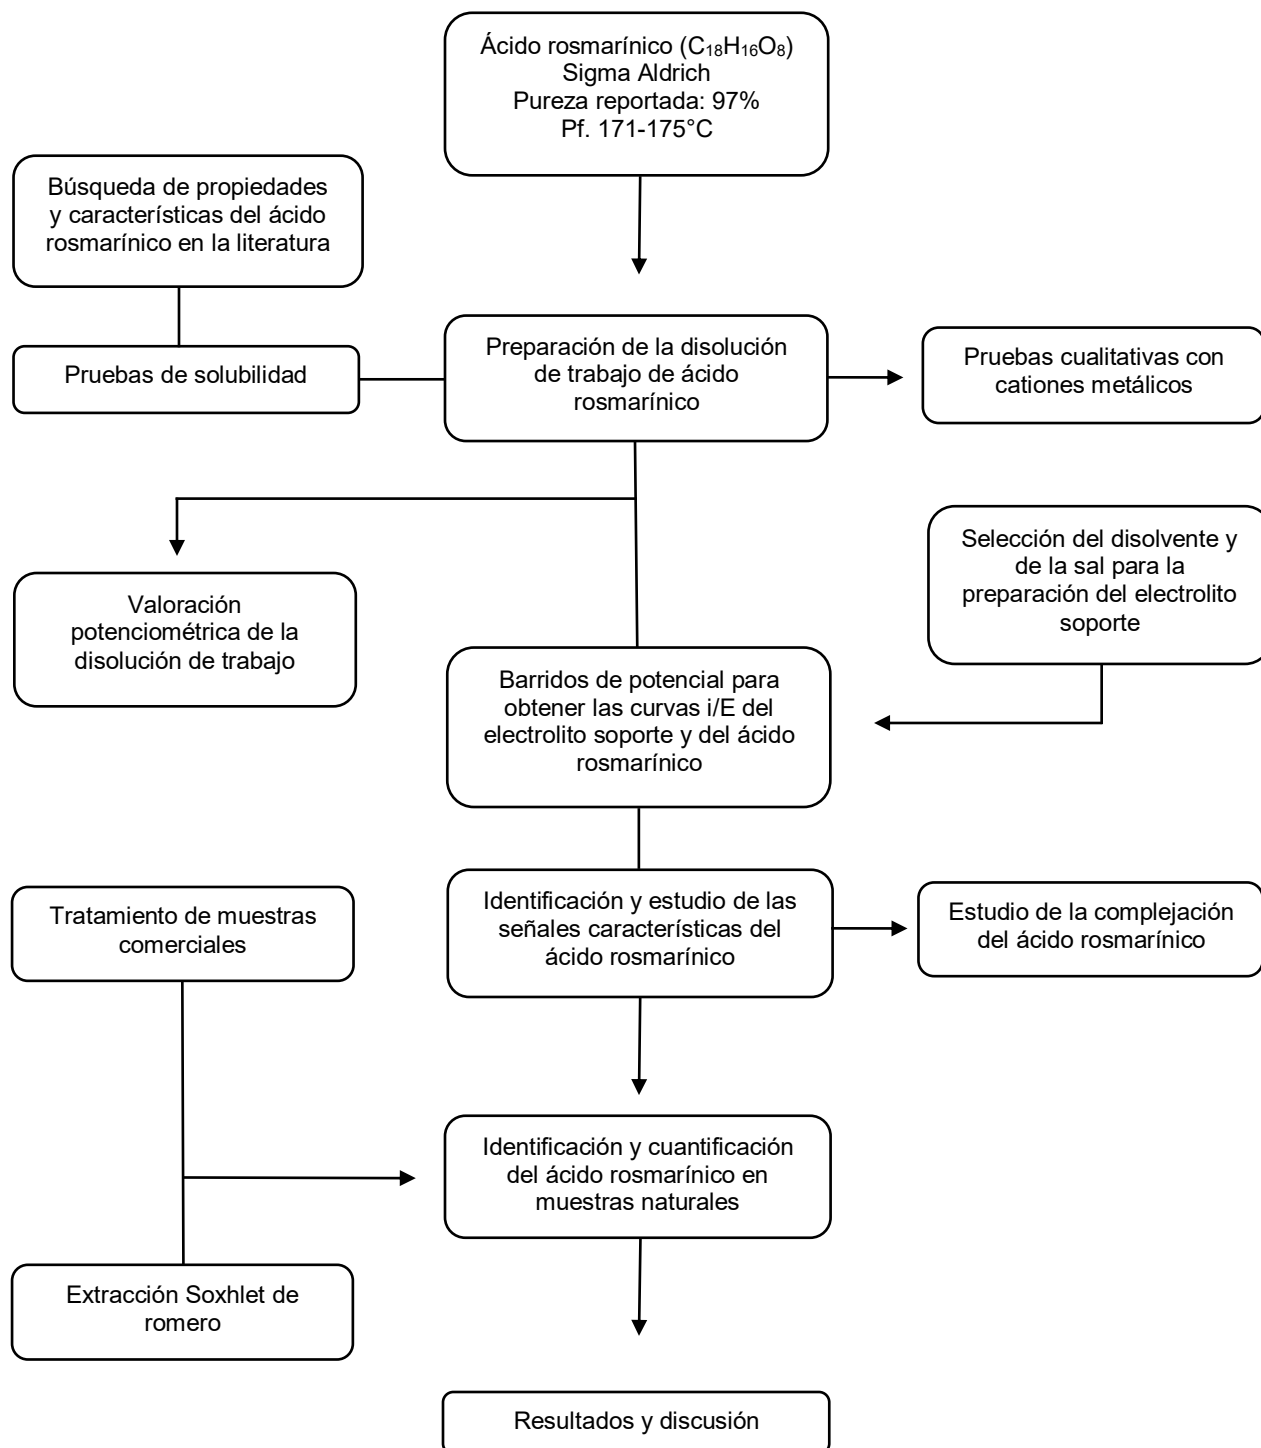 Ácido rosmarínico (C₁₈H₁₆O₈)
Sigma Aldrich
Pureza reportada: 97%
Pf. 171-175°C
Búsqueda de propiedades
y características del ácido
rosmarínico en la literatura
Pruebas de solubilidad
Preparación de la disolución
de trabajo de ácido
rosmarínico
Pruebas cualitativas con
cationes metálicos
Selección del disolvente y
de la sal para la
preparación del electrolito
soporte
Valoración
potenciométrica de la
disolución de trabajo
Barridos de potencial para
obtener las curvas i/E del
electrolito soporte y del ácido
rosmarínico
Tratamiento de muestras
comerciales
Identificación y estudio de las
señales características del
ácido rosmarínico
Estudio de la complejación
del ácido rosmarínico
Identificación y cuantificación
del ácido rosmarínico en
muestras naturales
Extracción Soxhlet de
romero
Resultados y discusión